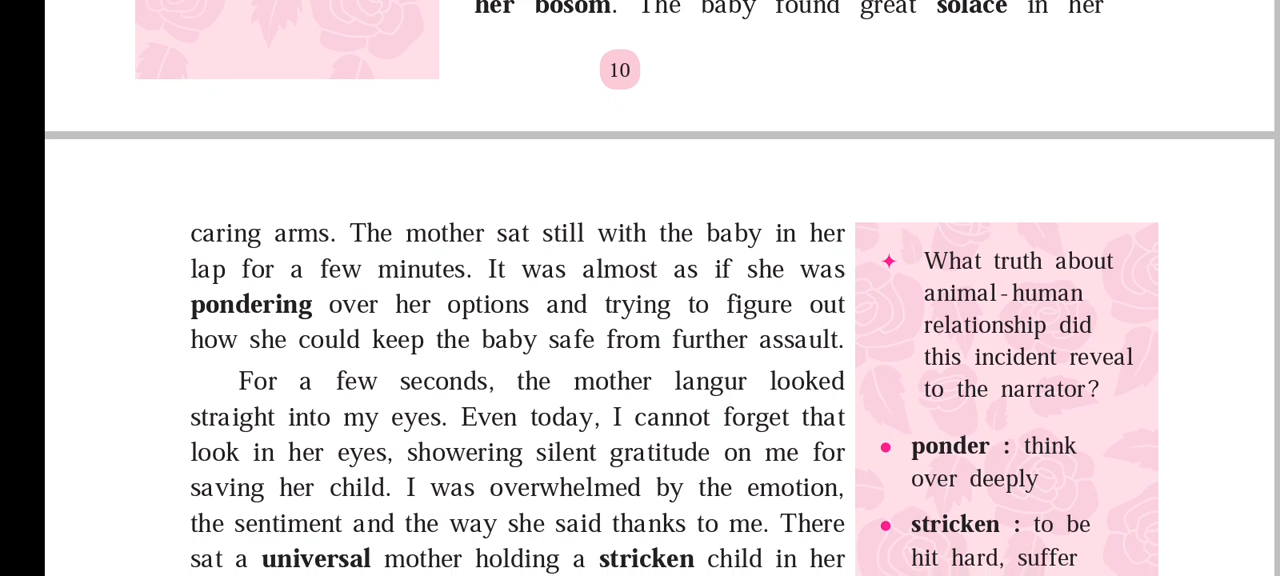 her bosom. The baby found great solace in her
10
caring arms. The mother sat still with the baby in her
lap for a few minutes. It was almost as if she was
pondering over her options and trying to figure out
how she could keep the baby safe from further assault.
For a few seconds, the mother langur looked
straight into my eyes. Even today, I cannot forget that
look in her eyes, showering silent gratitude on me for
saving her child. I was overwhelmed by the emotion,
the sentiment and the way she said thanks to me. There
sat a universal mother holding a stricken child in her
✦ What truth about
animal-human
relationship did
this incident reveal
to the narrator?
● ponder : think
over deeply
● stricken : to be
hit hard, suffer